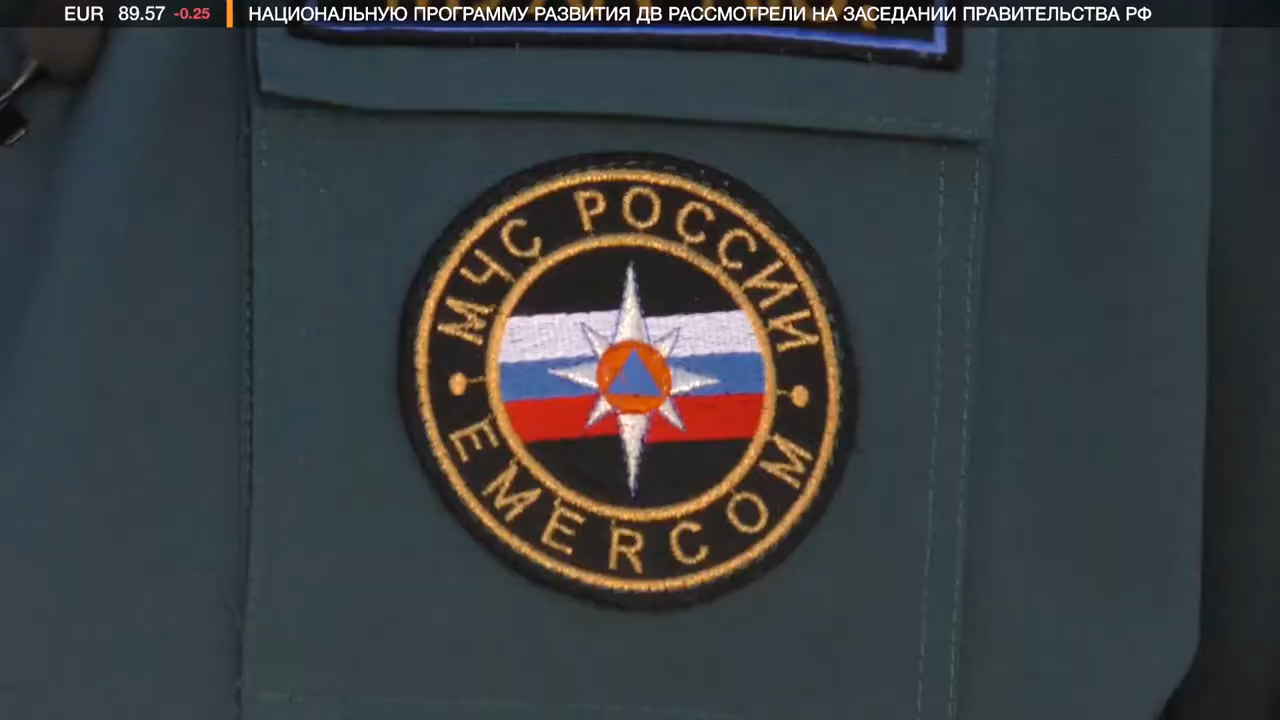 EUR 89.57 -0.25 НАЦИОНАЛЬНУЮ ПРОГРАММУ РАЗВИТИЯ ДВ РАССМОТРЕЛИ НА ЗАСЕДАНИИ ПРАВИТЕЛЬСТВА РФ
МЧС РОССИИ
EMERCOM